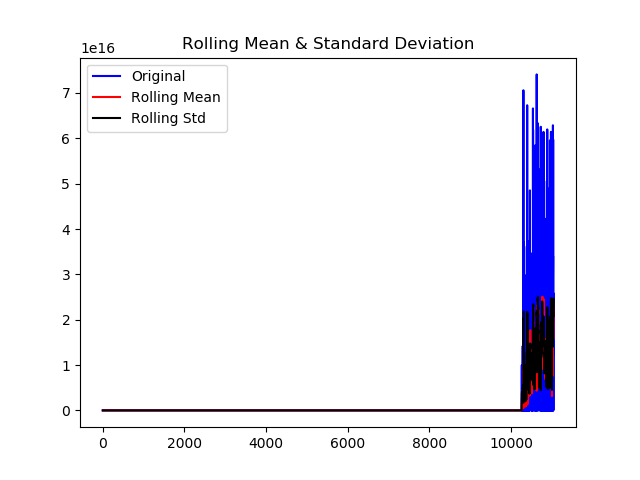 Rolling Mean & Standard Deviation
1e16
Original
Rolling Mean
Rolling Std
7
6
5
4
3
2
1
0
0 2000 4000 6000 8000 10000